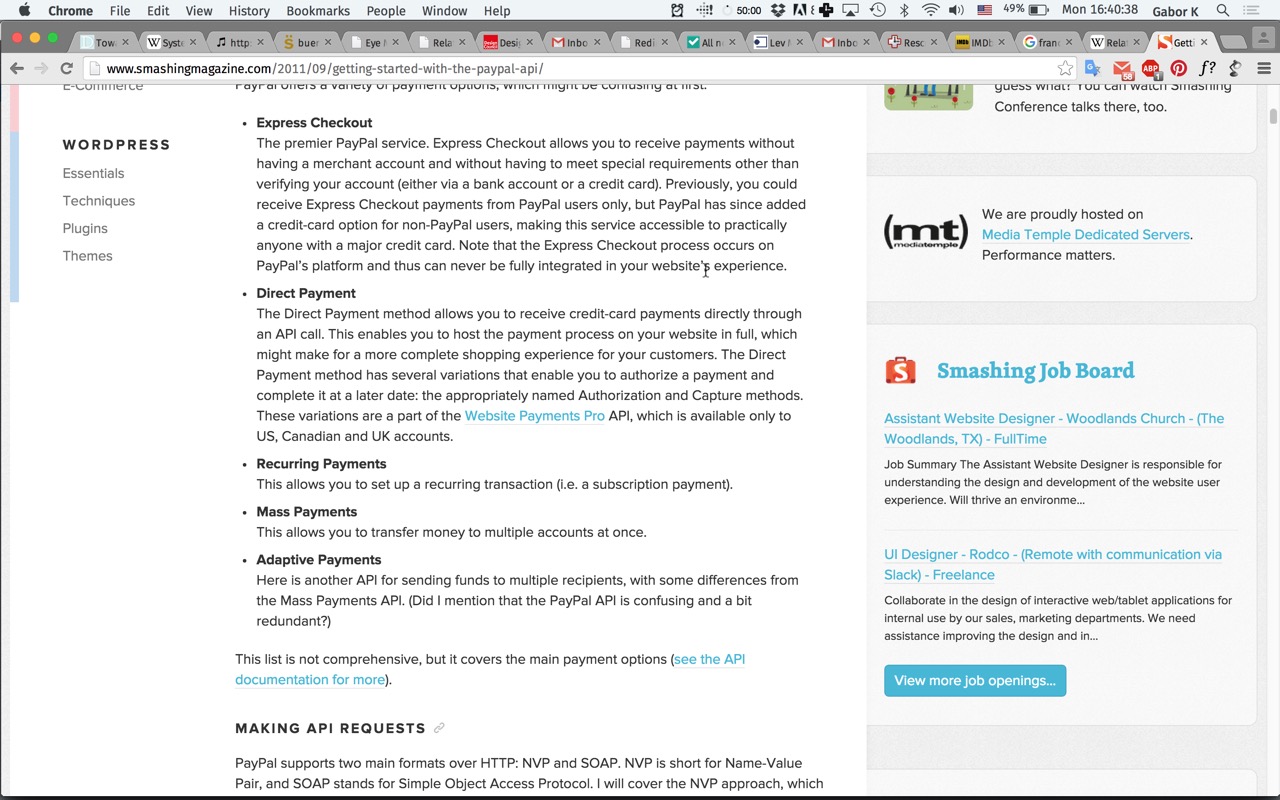 Chrome File Edit View History Bookmarks People Window Help 50:00 49% Mon 16:40:38 Gabor K
Tow Syst http buer Eye M Rela Desi Inbo Redi All n Lev M Inbo Reso IMDb franc Rela Getti
www.smashingmagazine.com/2011/09/getting-started-with-the-paypal-api/ 58 ABP 1 f?
E-Commerce
WORDPRESS
Essentials
Techniques
Plugins
Themes
PayPal offers a variety of payment options, which might be confusing at first.
• Express Checkout
The premier PayPal service. Express Checkout allows you to receive payments without
having a merchant account and without having to meet special requirements other than
verifying your account (either via a bank account or a credit card). Previously, you could
receive Express Checkout payments from PayPal users only, but PayPal has since added
a credit-card option for non-PayPal users, making this service accessible to practically
anyone with a major credit card. Note that the Express Checkout process occurs on
PayPal’s platform and thus can never be fully integrated in your website’s experience.
• Direct Payment
The Direct Payment method allows you to receive credit-card payments directly through
an API call. This enables you to host the payment process on your website in full, which
might make for a more complete shopping experience for your customers. The Direct
Payment method has several variations that enable you to authorize a payment and
complete it at a later date: the appropriately named Authorization and Capture methods.
These variations are a part of the Website Payments Pro API, which is available only to
US, Canadian and UK accounts.
• Recurring Payments
This allows you to set up a recurring transaction (i.e. a subscription payment).
• Mass Payments
This allows you to transfer money to multiple accounts at once.
• Adaptive Payments
Here is another API for sending funds to multiple recipients, with some differences from
the Mass Payments API. (Did I mention that the PayPal API is confusing and a bit
redundant?)
This list is not comprehensive, but it covers the main payment options (see the API
documentation for more).
MAKING API REQUESTS
PayPal supports two main formats over HTTP: NVP and SOAP. NVP is short for Name-Value
Pair, and SOAP stands for Simple Object Access Protocol. I will cover the NVP approach, which
guess what? You can watch Smashing
Conference talks there, too.
(mt)
mediatemple
We are proudly hosted on
Media Temple Dedicated Servers.
Performance matters.
Smashing Job Board
Assistant Website Designer - Woodlands Church - (The
Woodlands, TX) - FullTime
Job Summary The Assistant Website Designer is responsible for
understanding the design and development of the website user
experience. Will thrive an environme...
UI Designer - Rodco - (Remote with communication via
Slack) - Freelance
Collaborate in the design of interactive web/tablet applications for
internal use by our sales, marketing departments. We need
assistance improving the design and in...
View more job openings...